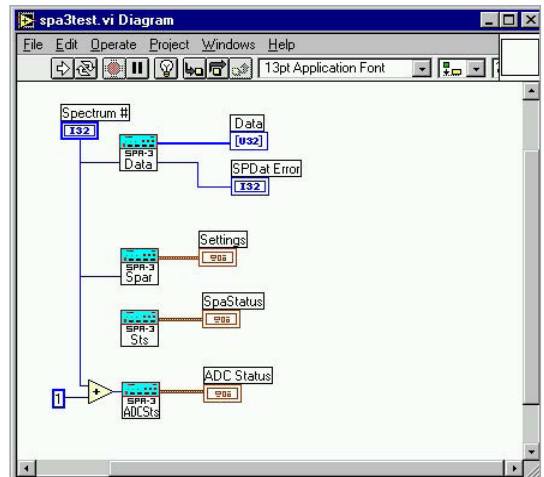 spa3test.vi Diagram
File Edit Operate Project Windows Help
13pt Application Font
Spectrum #
I32
SPA-3
Data
Data
[U32]
SPDat Error
I32
SPA-3
Spar
Settings
SPA-3
Sts
SpaStatus
1
+
SPA-3
ADCSts
ADC Status